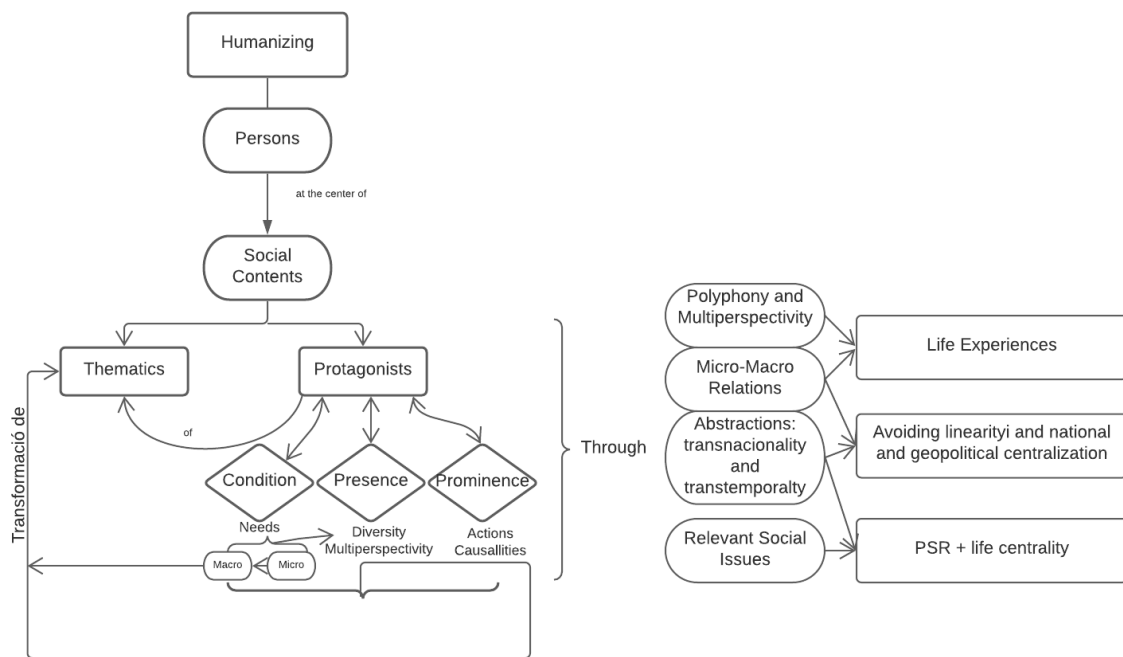 Humanizing
Persons
at the center of
Social
Contents
Thematics
Protagonists
of
Condition
Presence
Prominence
Needs
Diversity
Multiperspectivity
Actions
Causallities
Macro
Micro
Transformació de
Through
Polyphony and
Multiperspectivity
Micro-Macro
Relations
Abstractions:
transnacionality
and
transtemporalty
Relevant Social
Issues
Life Experiences
Avoiding linearityi and national
and geopolitical centralization
PSR + life centrality